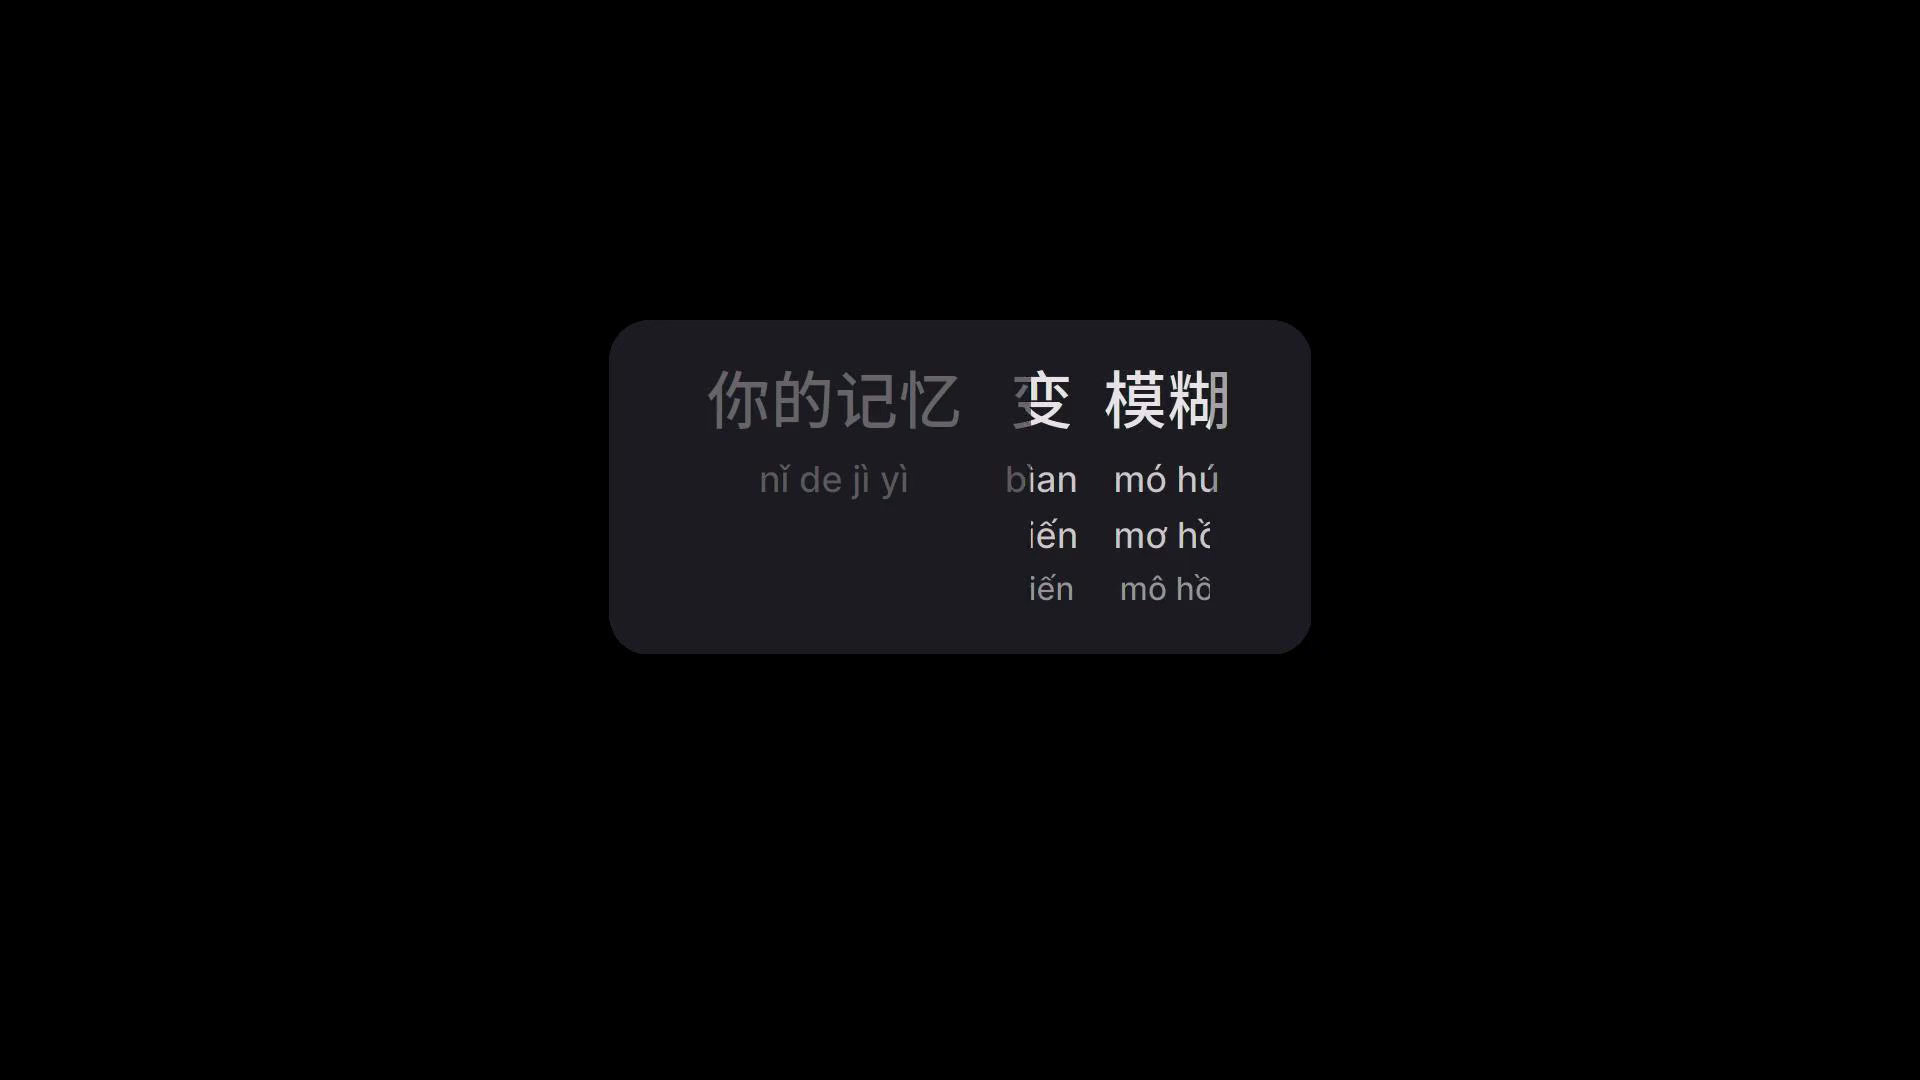 你的记忆 变 模糊
nǐ de jì yì bìan mó hú
iến mơ hồ
iến mô hồ